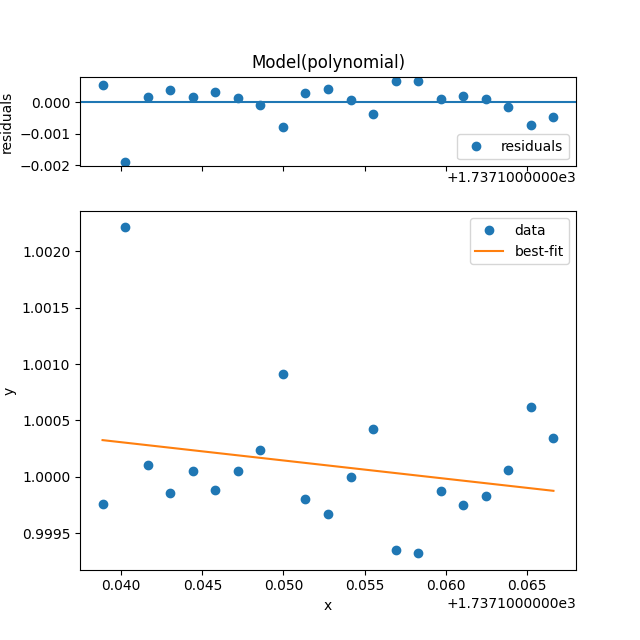 Model(polynomial)
residuals
0.000
−0.001
−0.002
residuals
+1.7371000000e3
y
1.0020
1.0015
1.0010
1.0005
1.0000
0.9995
data
best-fit
0.040 0.045 0.050 0.055 0.060 0.065
x
+1.7371000000e3